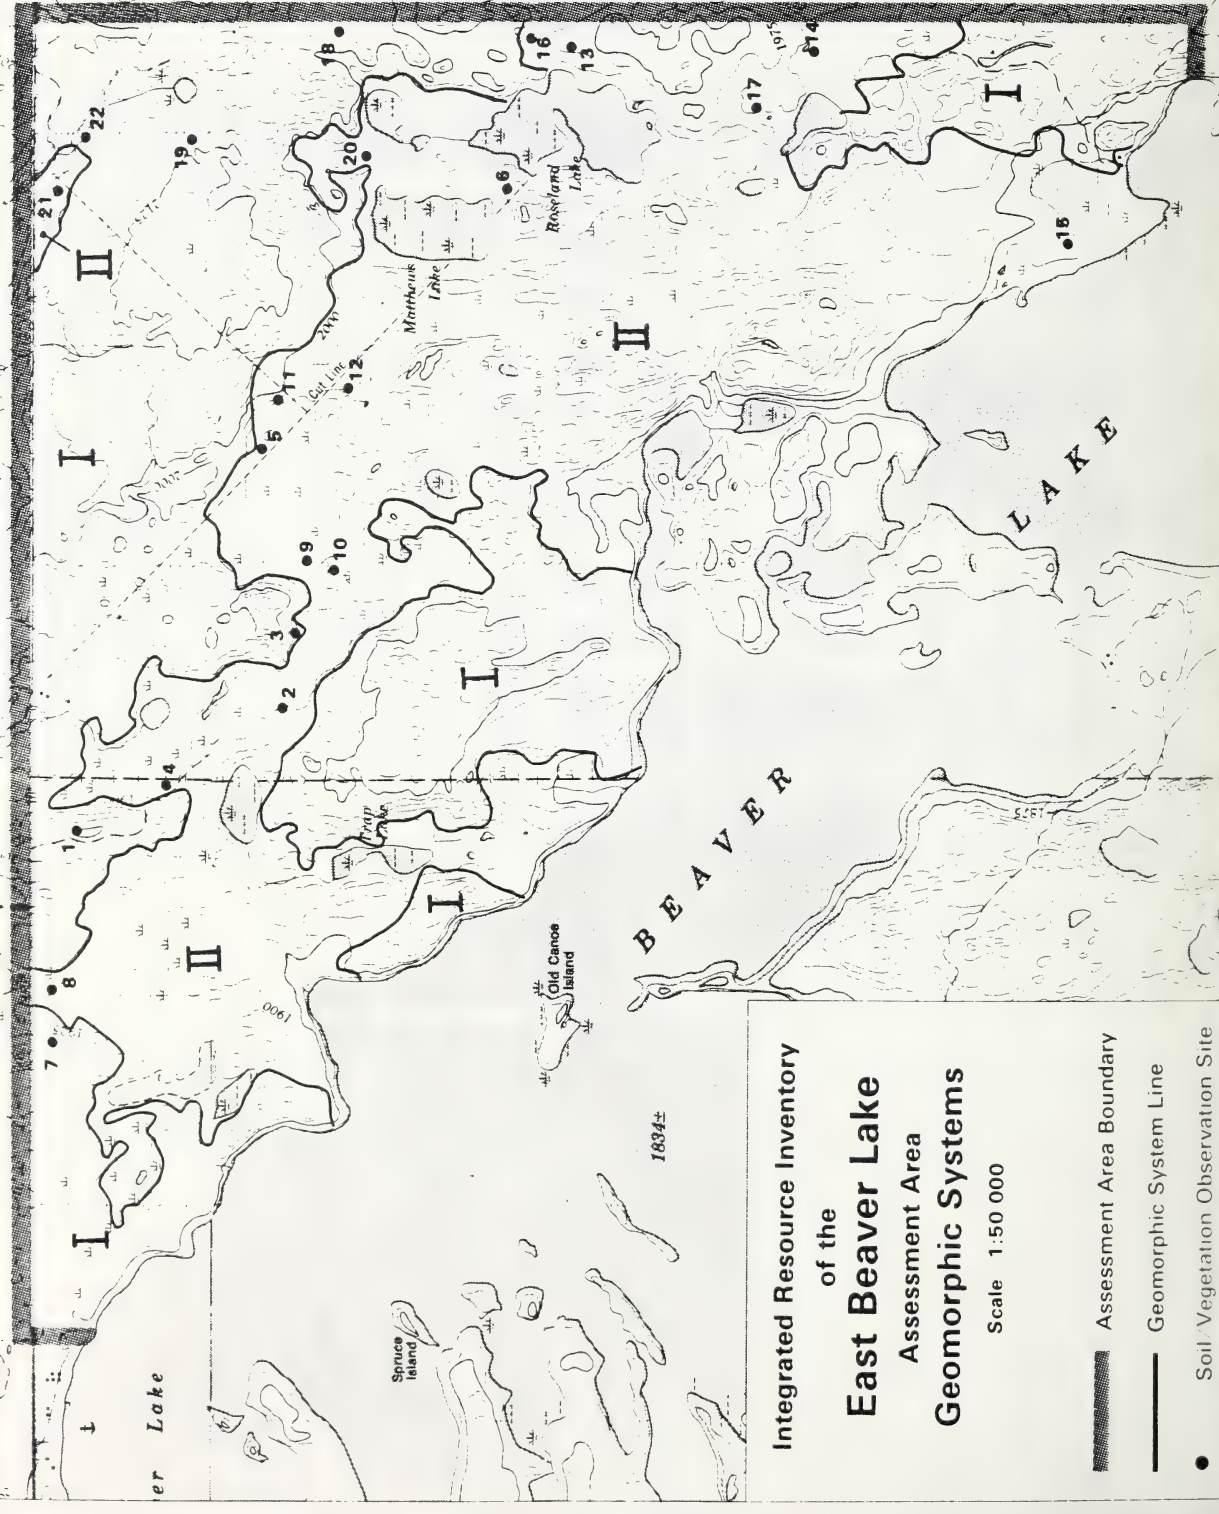 Integrated Resource Inventory
of the
East Beaver Lake
Assessment Area
Geomorphic Systems
Scale 1:50 000
Assessment Area Boundary
Geomorphic System Line
Soil/Vegetation Observation Site
BEAVER LAKE
Lake
Spruce
Island
Old Canoe
Island
1834±
Matthews
Lake
Roseland
Lake
Cut Line
1900
1975
I
I
I
I
I
II
II
II
1
2
3
4
5
6
7
8
9
10
11
12
13
14
15
16
17
18
19
20
21
22